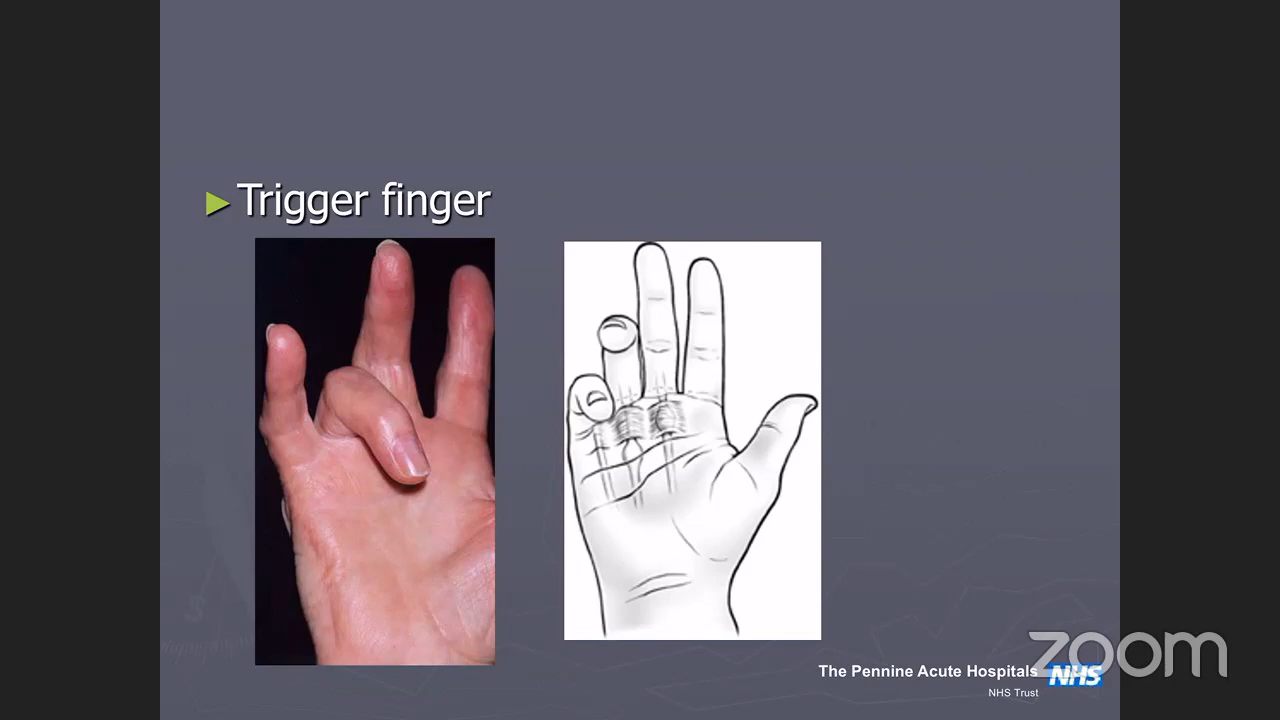 Trigger finger
The Pennine Acute Hospitals
NHS
NHS Trust
zoom